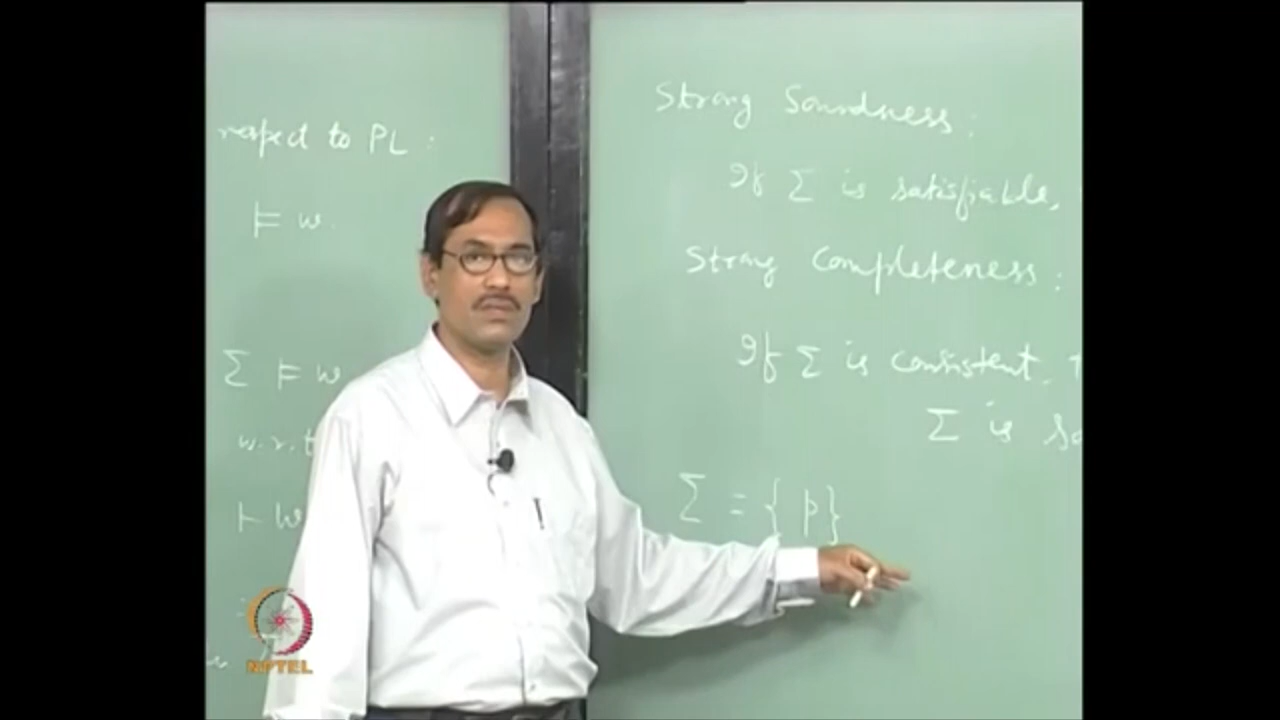 respect to PL :
⊨ w.
Σ ⊨ w
w.r.t
⊢ w
Strong Soundness :
If Σ is satisfiable,
Strong Completeness :
If Σ is consistent,
Σ is
Σ = { p }
NPTEL